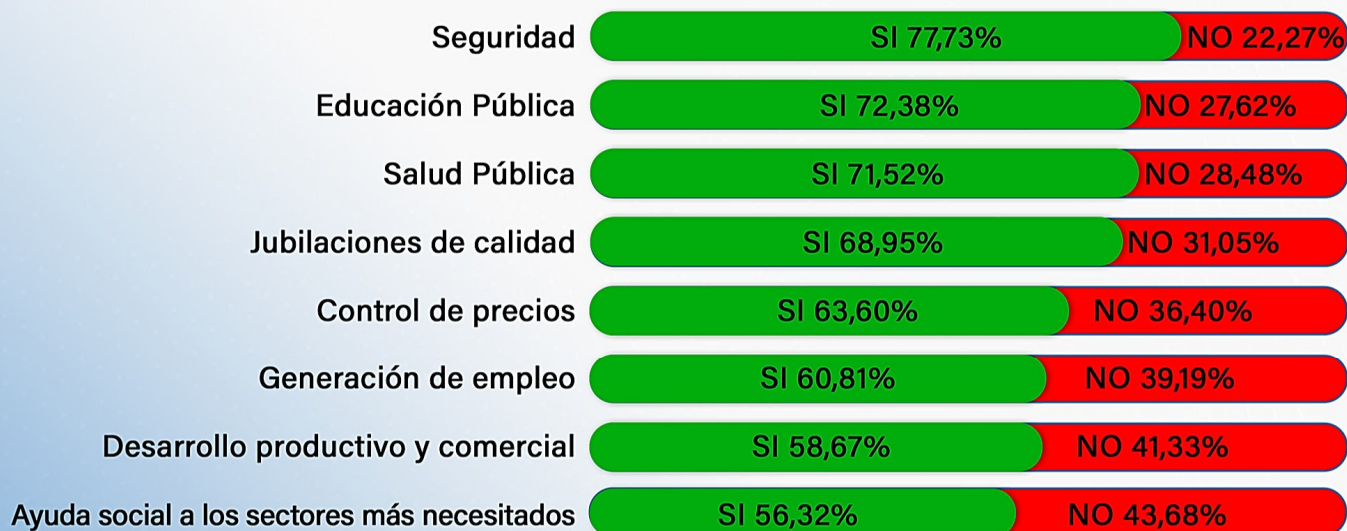 Seguridad SI 77,73% NO 22,27%
Educación Pública SI 72,38% NO 27,62%
Salud Pública SI 71,52% NO 28,48%
Jubilaciones de calidad SI 68,95% NO 31,05%
Control de precios SI 63,60% NO 36,40%
Generación de empleo SI 60,81% NO 39,19%
Desarrollo productivo y comercial SI 58,67% NO 41,33%
Ayuda social a los sectores más necesitados SI 56,32% NO 43,68%